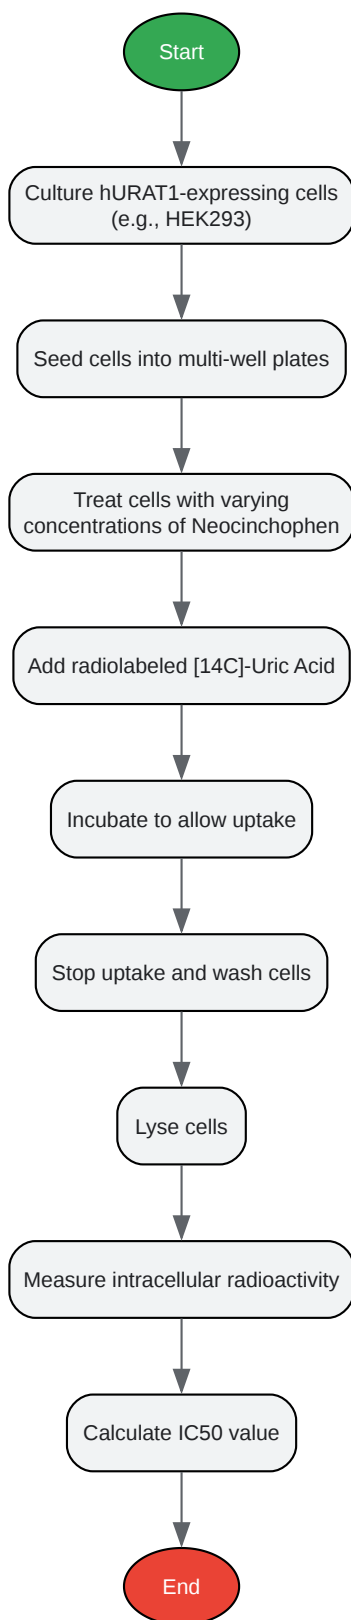 Start
Culture hURAT1-expressing cells
(e.g., HEK293)
Seed cells into multi-well plates
Treat cells with varying
concentrations of Neocinchophen
Add radiolabeled [14C]-Uric Acid
Incubate to allow uptake
Stop uptake and wash cells
Lyse cells
Measure intracellular radioactivity
Calculate IC50 value
End